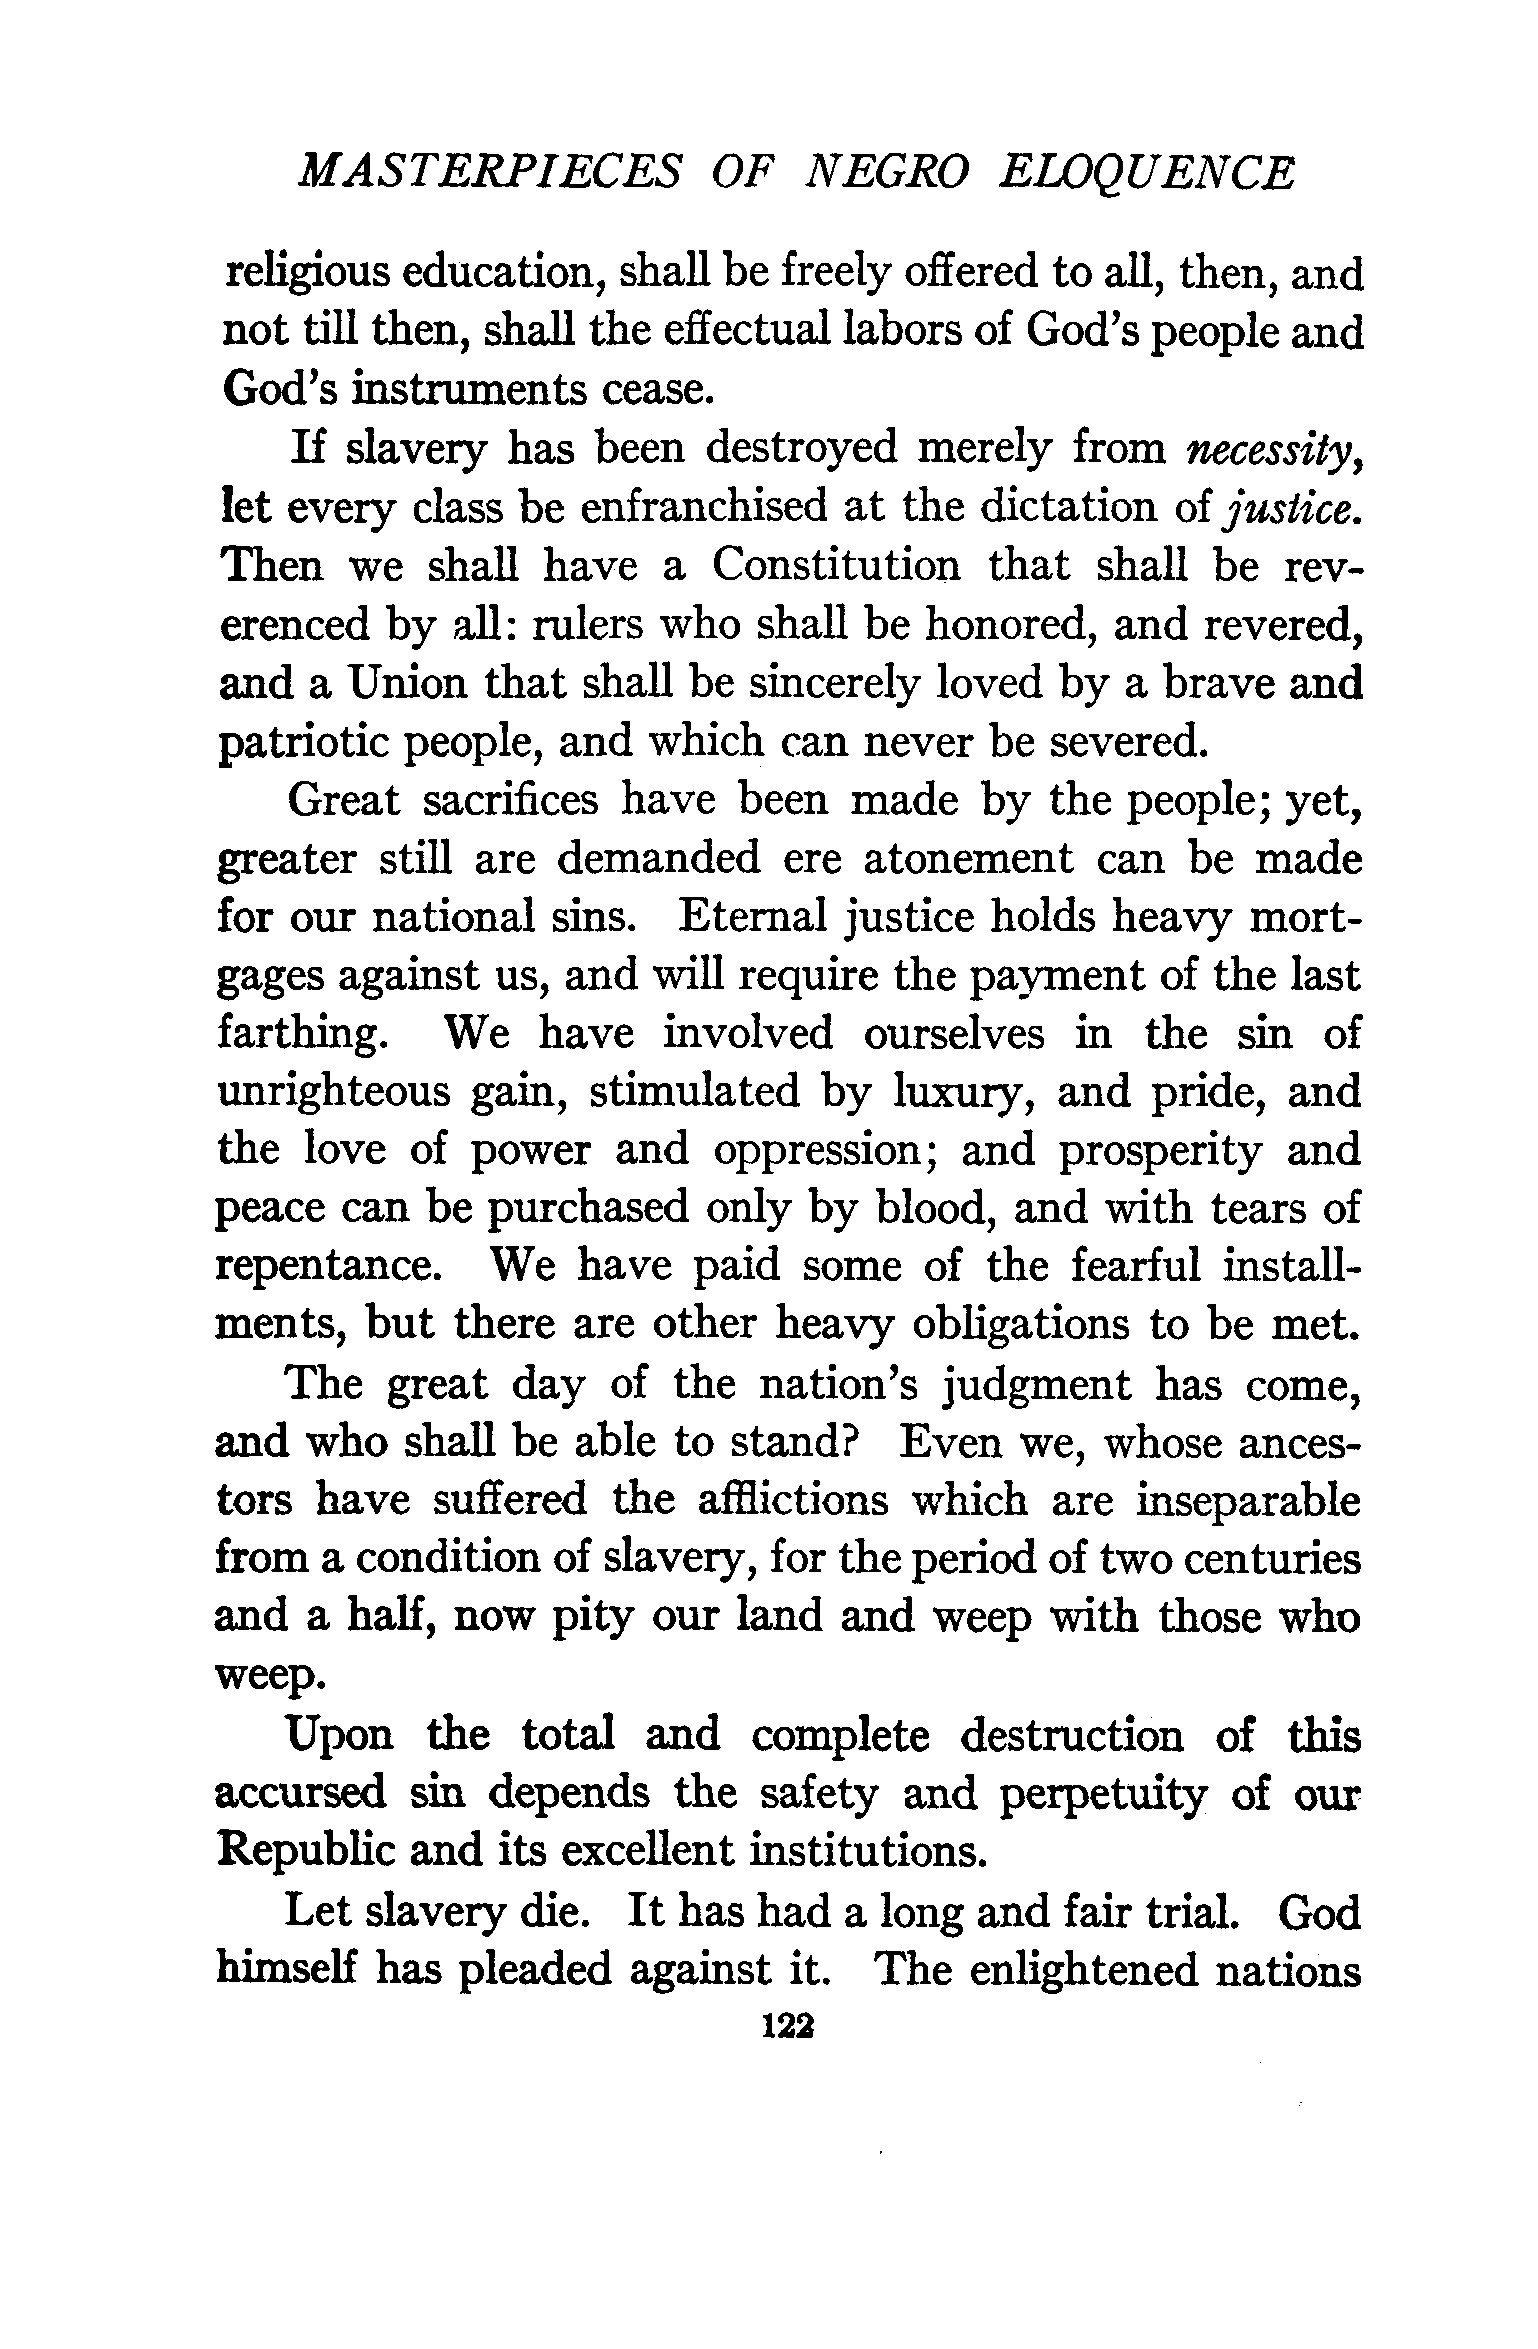 MASTERPIECES OF NEGRO ELOQUENCE
religious education, shall be freely offered to all, then, and
not till then, shall the effectual labors of God's people and
God's instruments cease.
If slavery has been destroyed merely from necessity,
let every class be enfranchised at the dictation of justice.
Then we shall have a Constitution that shall be rev-
erenced by all: rulers who shall be honored, and revered,
and a Union that shall be sincerely loved by a brave and
patriotic people, and which can never be severed.
Great sacrifices have been made by the people; yet,
greater still are demanded ere atonement can be made
for our national sins. Eternal justice holds heavy mort-
gages against us, and will require the payment of the last
farthing. We have involved ourselves in the sin of
unrighteous gain, stimulated by luxury, and pride, and
the love of power and oppression; and prosperity and
peace can be purchased only by blood, and with tears of
repentance. We have paid some of the fearful install-
ments, but there are other heavy obligations to be met.
The great day of the nation's judgment has come,
and who shall be able to stand? Even we, whose ances-
tors have suffered the afflictions which are inseparable
from a condition of slavery, for the period of two centuries
and a half, now pity our land and weep with those who
weep.
Upon the total and complete destruction of this
accursed sin depends the safety and perpetuity of our
Republic and its excellent institutions.
Let slavery die. It has had a long and fair trial. God
himself has pleaded against it. The enlightened nations
122